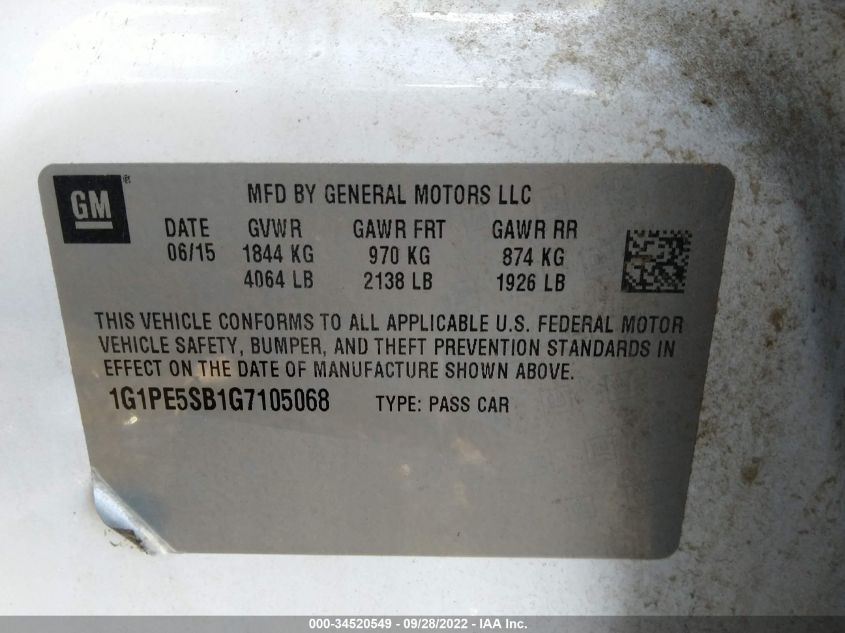 GM ®
MFD BY GENERAL MOTORS LLC
DATE GVWR GAWR FRT GAWR RR
06/15 1844 KG 970 KG 874 KG
4064 LB 2138 LB 1926 LB
THIS VEHICLE CONFORMS TO ALL APPLICABLE U.S. FEDERAL MOTOR
VEHICLE SAFETY, BUMPER, AND THEFT PREVENTION STANDARDS IN
EFFECT ON THE DATE OF MANUFACTURE SHOWN ABOVE.
1G1PE5SB1G7105068 TYPE: PASS CAR
000-34520549 - 09/28/2022 - IAA Inc.